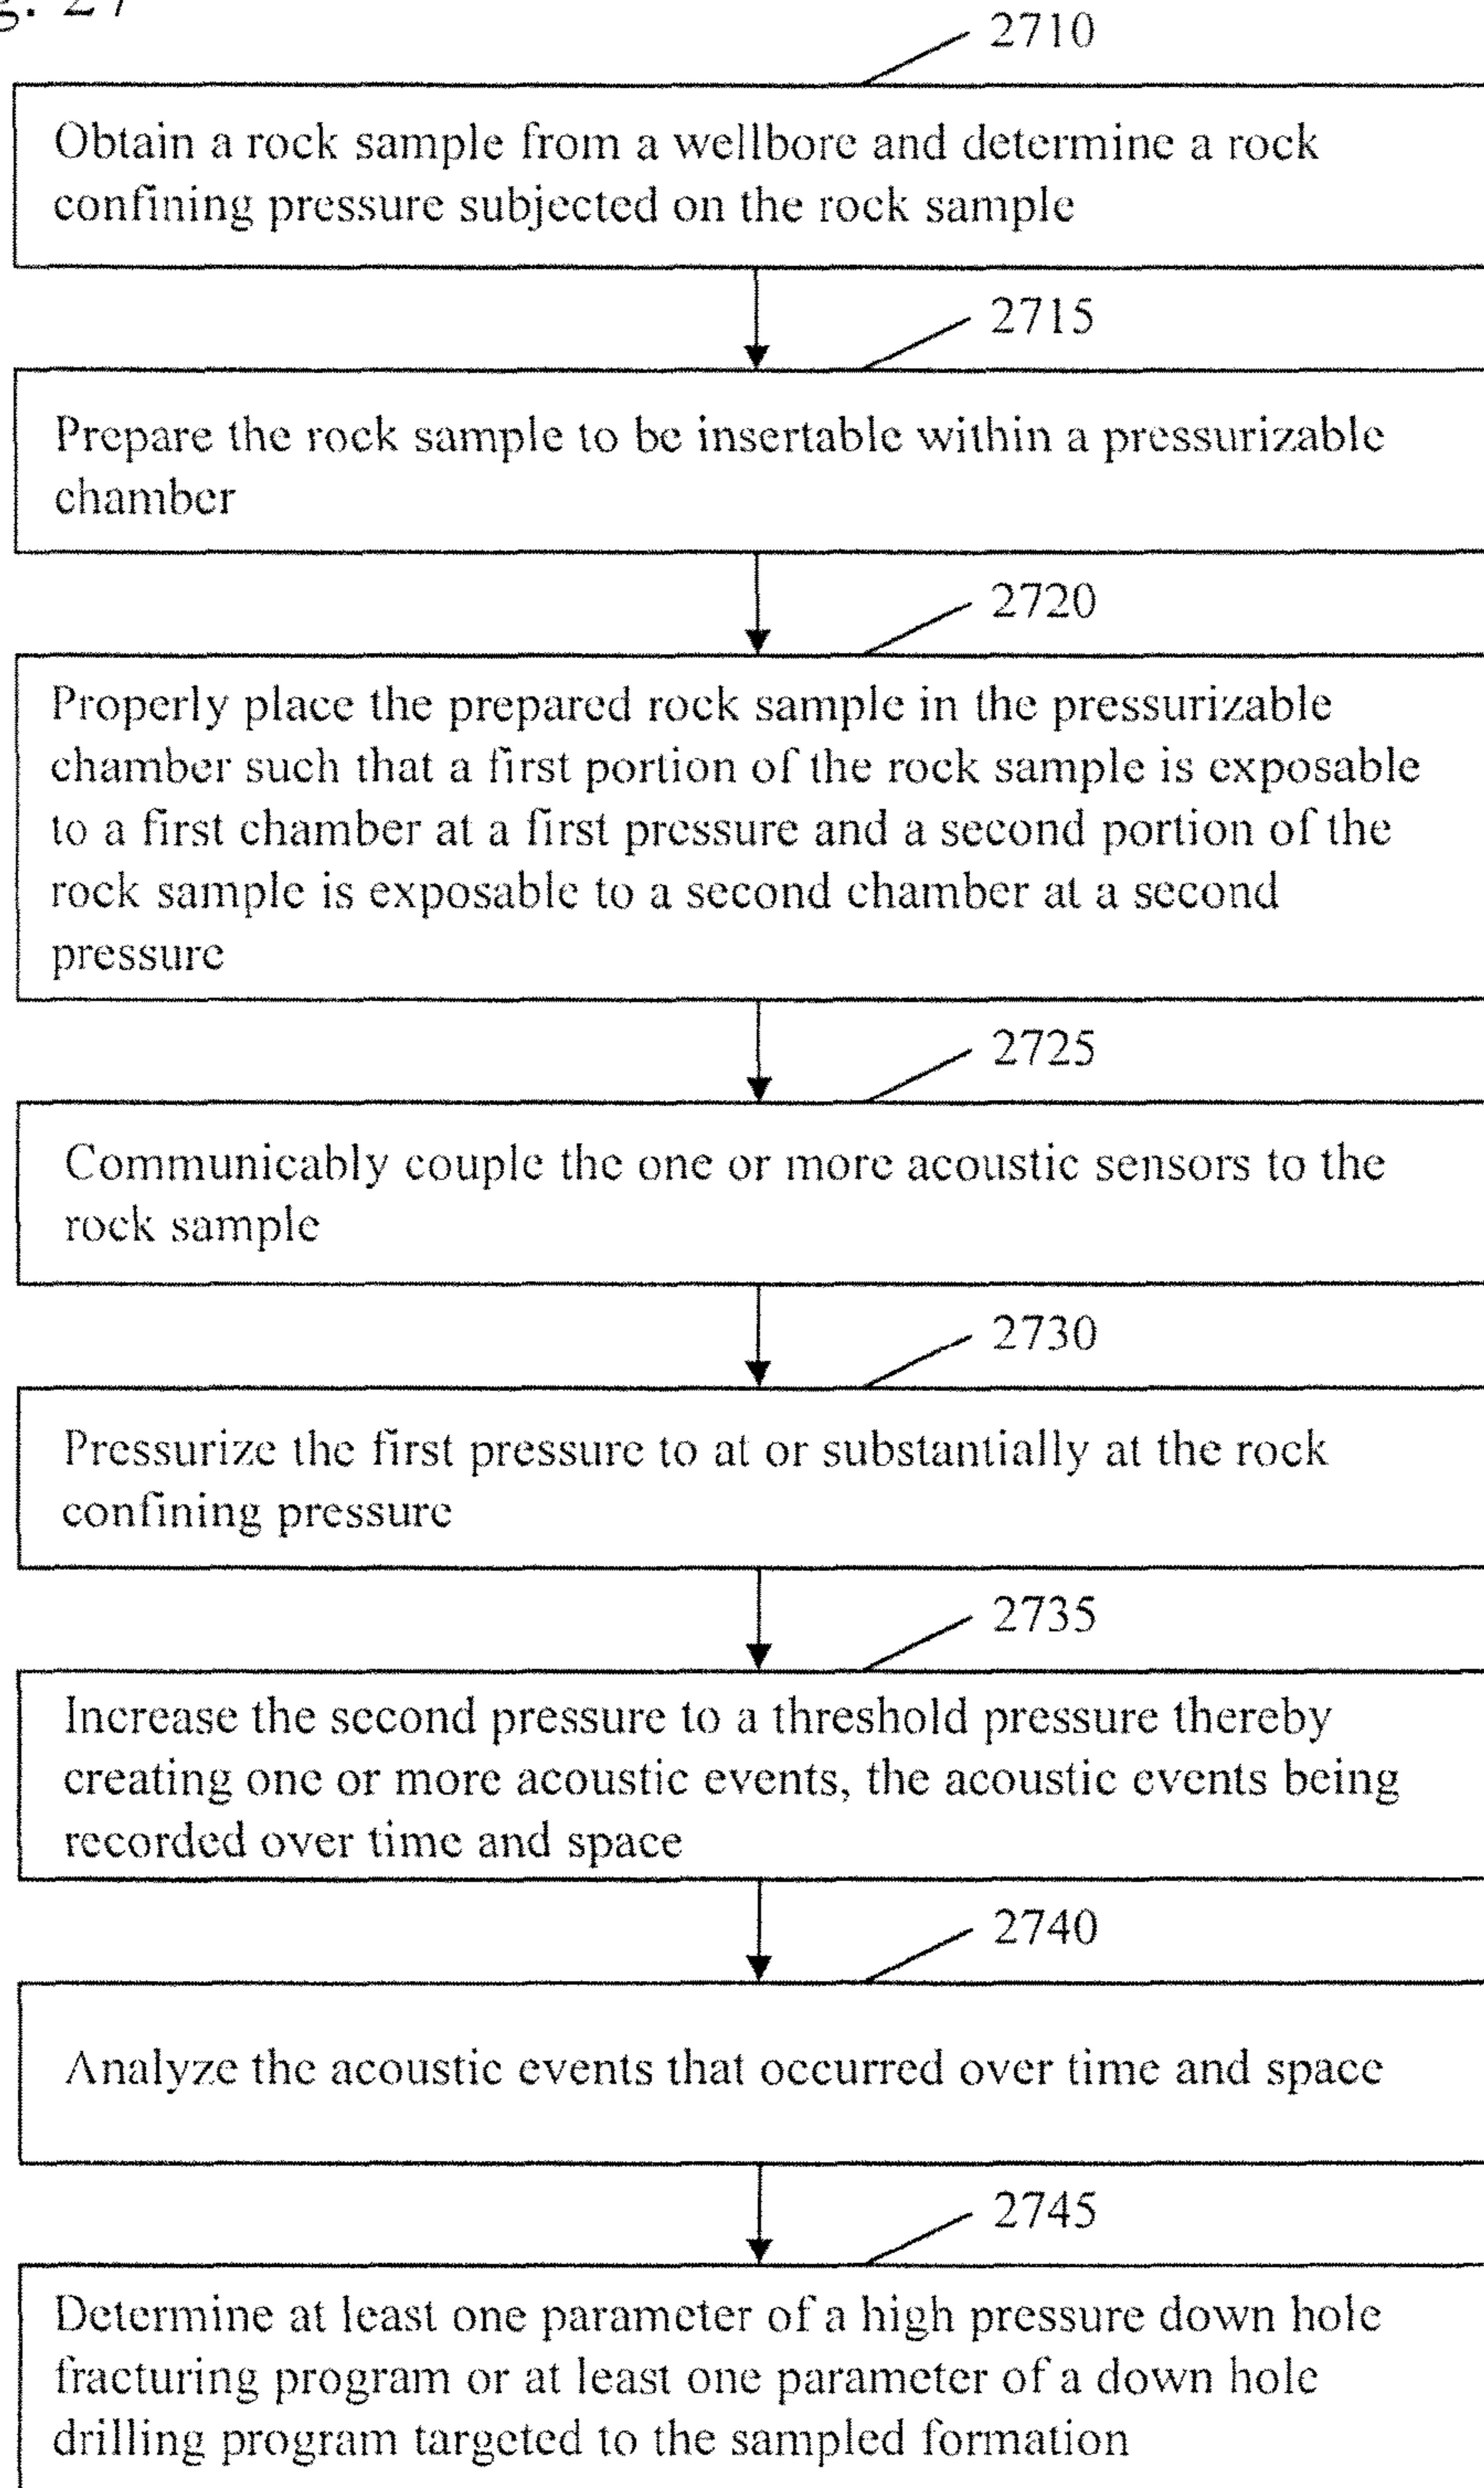 2710
Obtain a rock sample from a wellbore and determine a rock
confining pressure subjected on the rock sample
2715
Prepare the rock sample to be insertable within a pressurizable
chamber
2720
Properly place the prepared rock sample in the pressurizable
chamber such that a first portion of the rock sample is exposable
to a first chamber at a first pressure and a second portion of the
rock sample is exposable to a second chamber at a second
pressure
2725
Communicably couple the one or more acoustic sensors to the
rock sample
2730
Pressurize the first pressure to at or substantially at the rock
confining pressure
2735
Increase the second pressure to a threshold pressure thereby
creating one or more acoustic events, the acoustic events being
recorded over time and space
2740
Analyze the acoustic events that occurred over time and space
2745
Determine at least one parameter of a high pressure down hole
fracturing program or at least one parameter of a down hole
drilling program targeted to the sampled formation